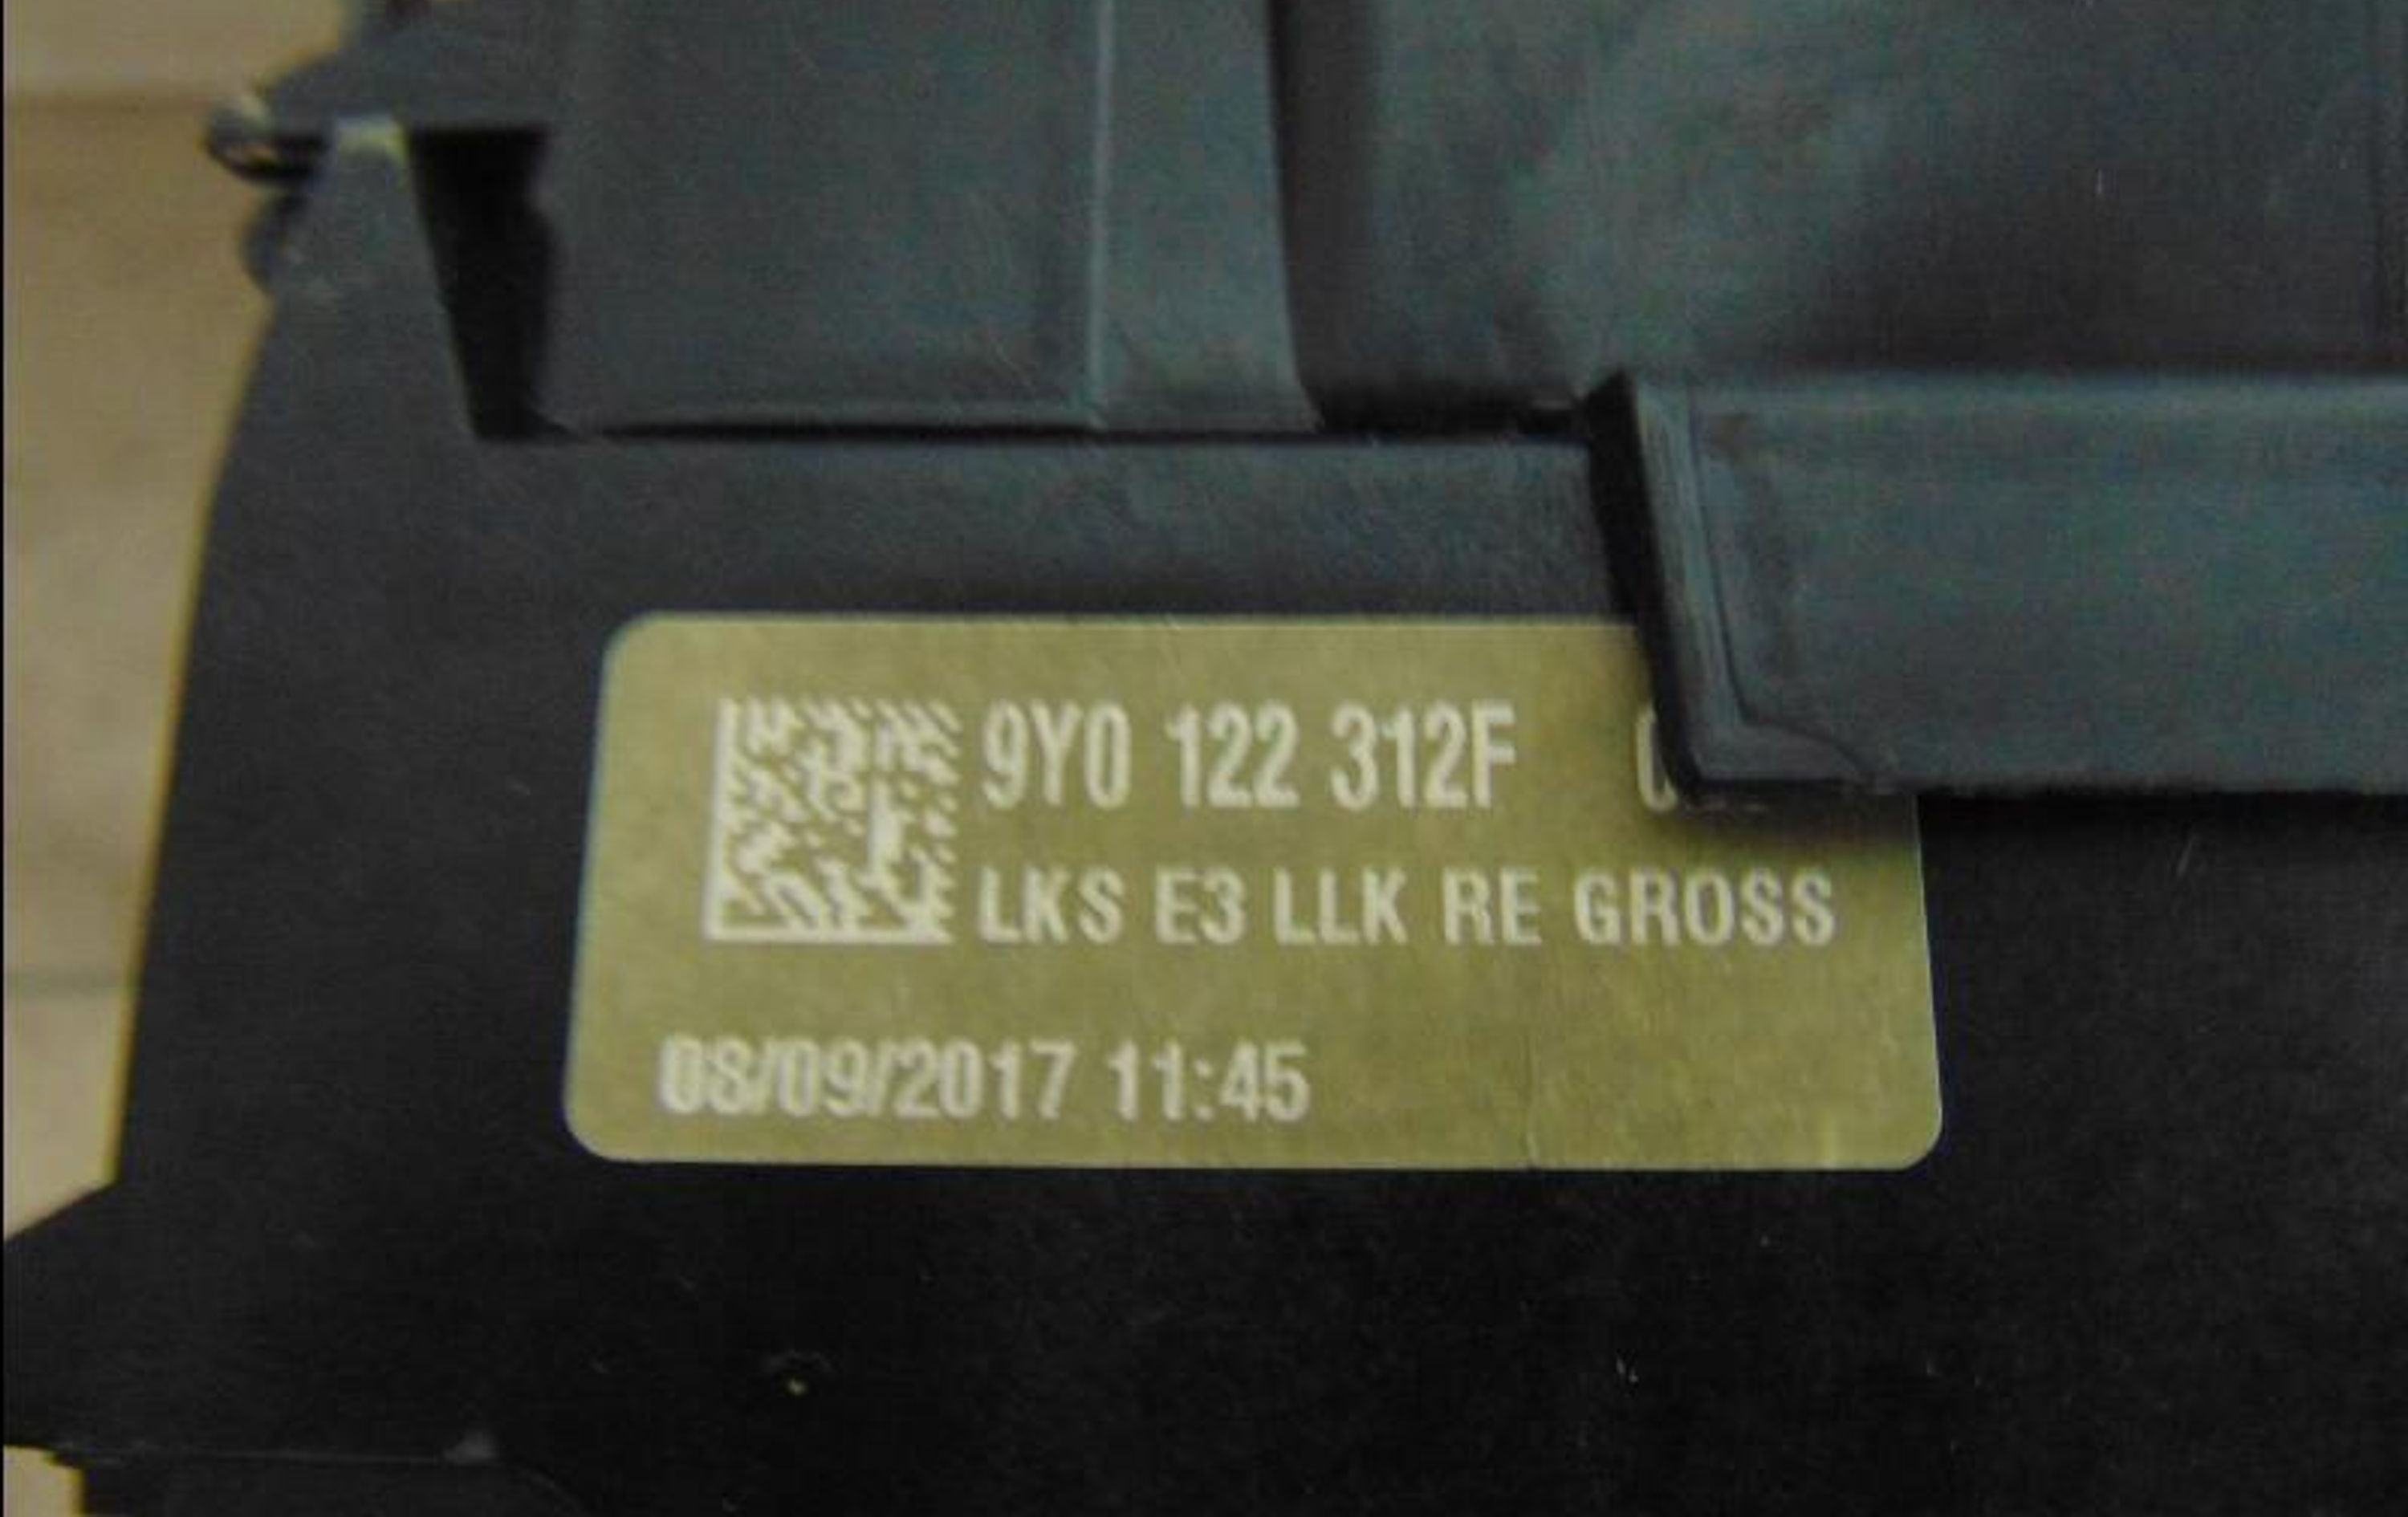 9Y0 122 312F
LKS E3 LLK RE GROSS
08/09/2017 11:45